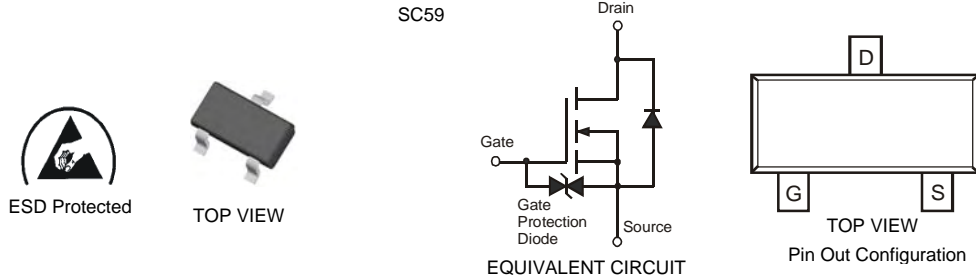 SC59
ESD Protected
TOP VIEW
Drain
Gate
Gate
Protection
Diode
Source
EQUIVALENT CIRCUIT
D
G
S
TOP VIEW
Pin Out Configuration